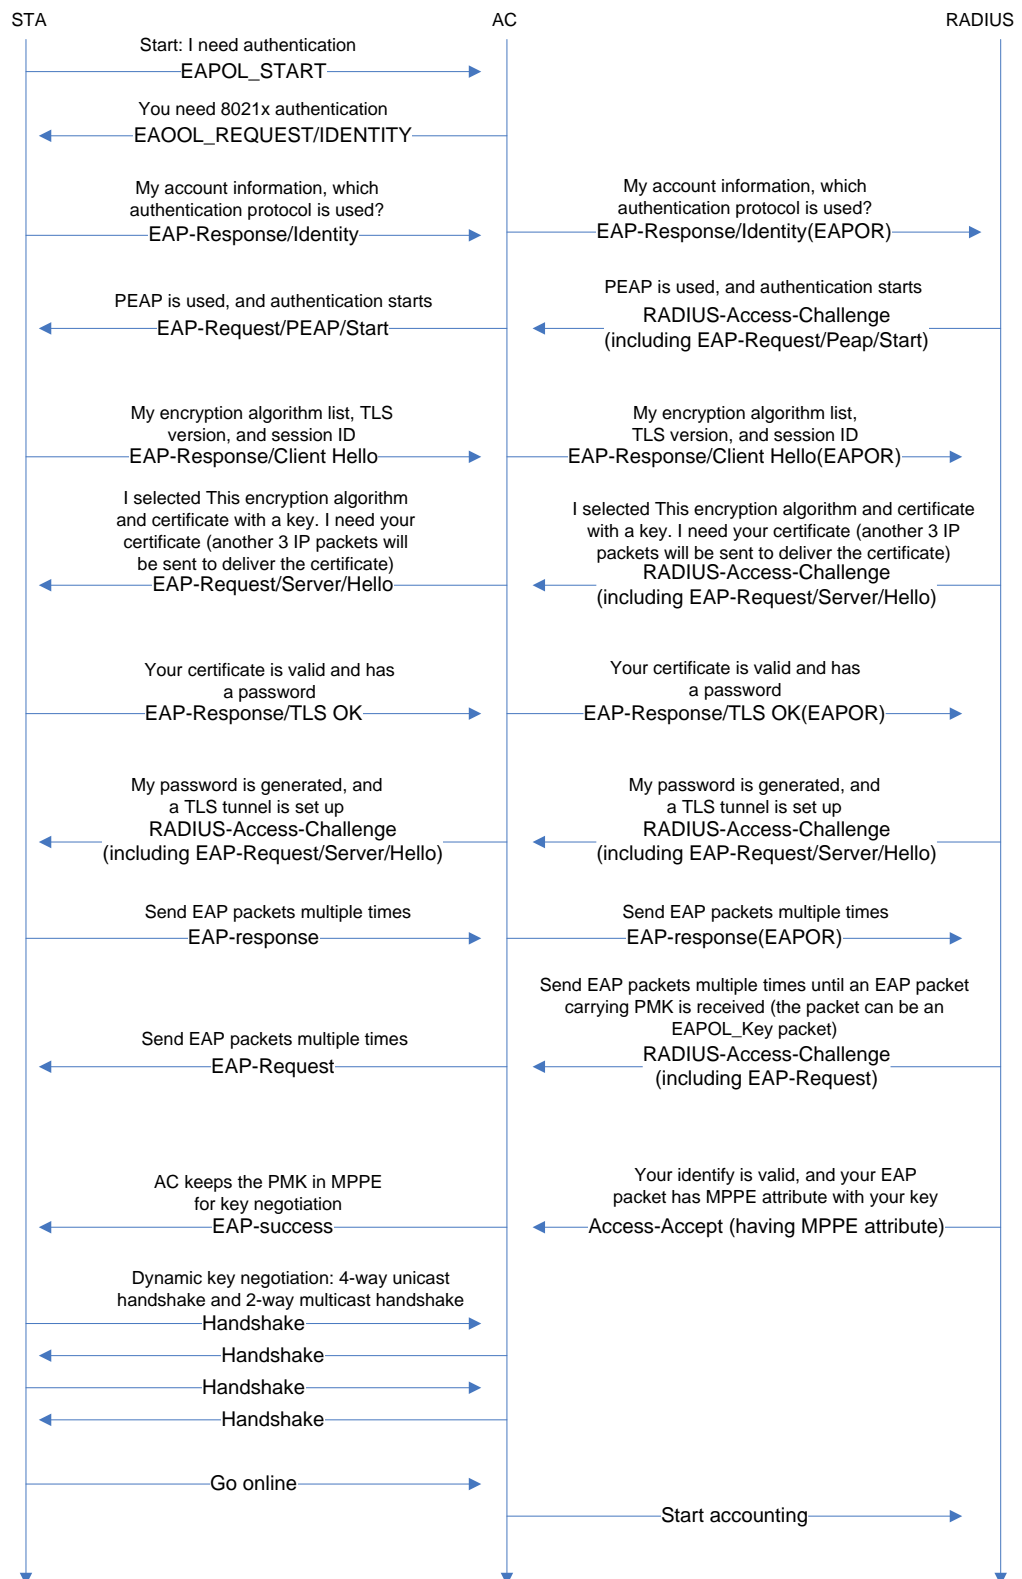 STA
AC
RADIUS
Start: I need authentication
EAPOL_START
You need 8021x authentication
EAOOL_REQUEST/IDENTITY
My account information, which
authentication protocol is used?
EAP-Response/Identity
My account information, which
authentication protocol is used?
EAP-Response/Identity(EAPOR)
PEAP is used, and authentication starts
EAP-Request/PEAP/Start
PEAP is used, and authentication starts
RADIUS-Access-Challenge
(including EAP-Request/Peap/Start)
My encryption algorithm list, TLS
version, and session ID
EAP-Response/Client Hello
My encryption algorithm list,
TLS version, and session ID
EAP-Response/Client Hello(EAPOR)
I selected This encryption algorithm
and certificate with a key. I need your
certificate (another 3 IP packets will
be sent to deliver the certificate)
EAP-Request/Server/Hello
I selected This encryption algorithm and certificate
with a key. I need your certificate (another 3 IP
packets will be sent to deliver the certificate)
RADIUS-Access-Challenge
(including EAP-Request/Server/Hello)
Your certificate is valid and has
a password
EAP-Response/TLS OK
Your certificate is valid and has
a password
EAP-Response/TLS OK(EAPOR)
My password is generated, and
a TLS tunnel is set up
RADIUS-Access-Challenge
(including EAP-Request/Server/Hello)
My password is generated, and
a TLS tunnel is set up
RADIUS-Access-Challenge
(including EAP-Request/Server/Hello)
Send EAP packets multiple times
EAP-response
Send EAP packets multiple times
EAP-response(EAPOR)
Send EAP packets multiple times
EAP-Request
Send EAP packets multiple times until an EAP packet
carrying PMK is received (the packet can be an
EAPOL_Key packet)
RADIUS-Access-Challenge
(including EAP-Request)
AC keeps the PMK in MPPE
for key negotiation
EAP-success
Your identify is valid, and your EAP
packet has MPPE attribute with your key
Access-Accept (having MPPE attribute)
Dynamic key negotiation: 4-way unicast
handshake and 2-way multicast handshake
Handshake
Handshake
Handshake
Handshake
Go online
Start accounting